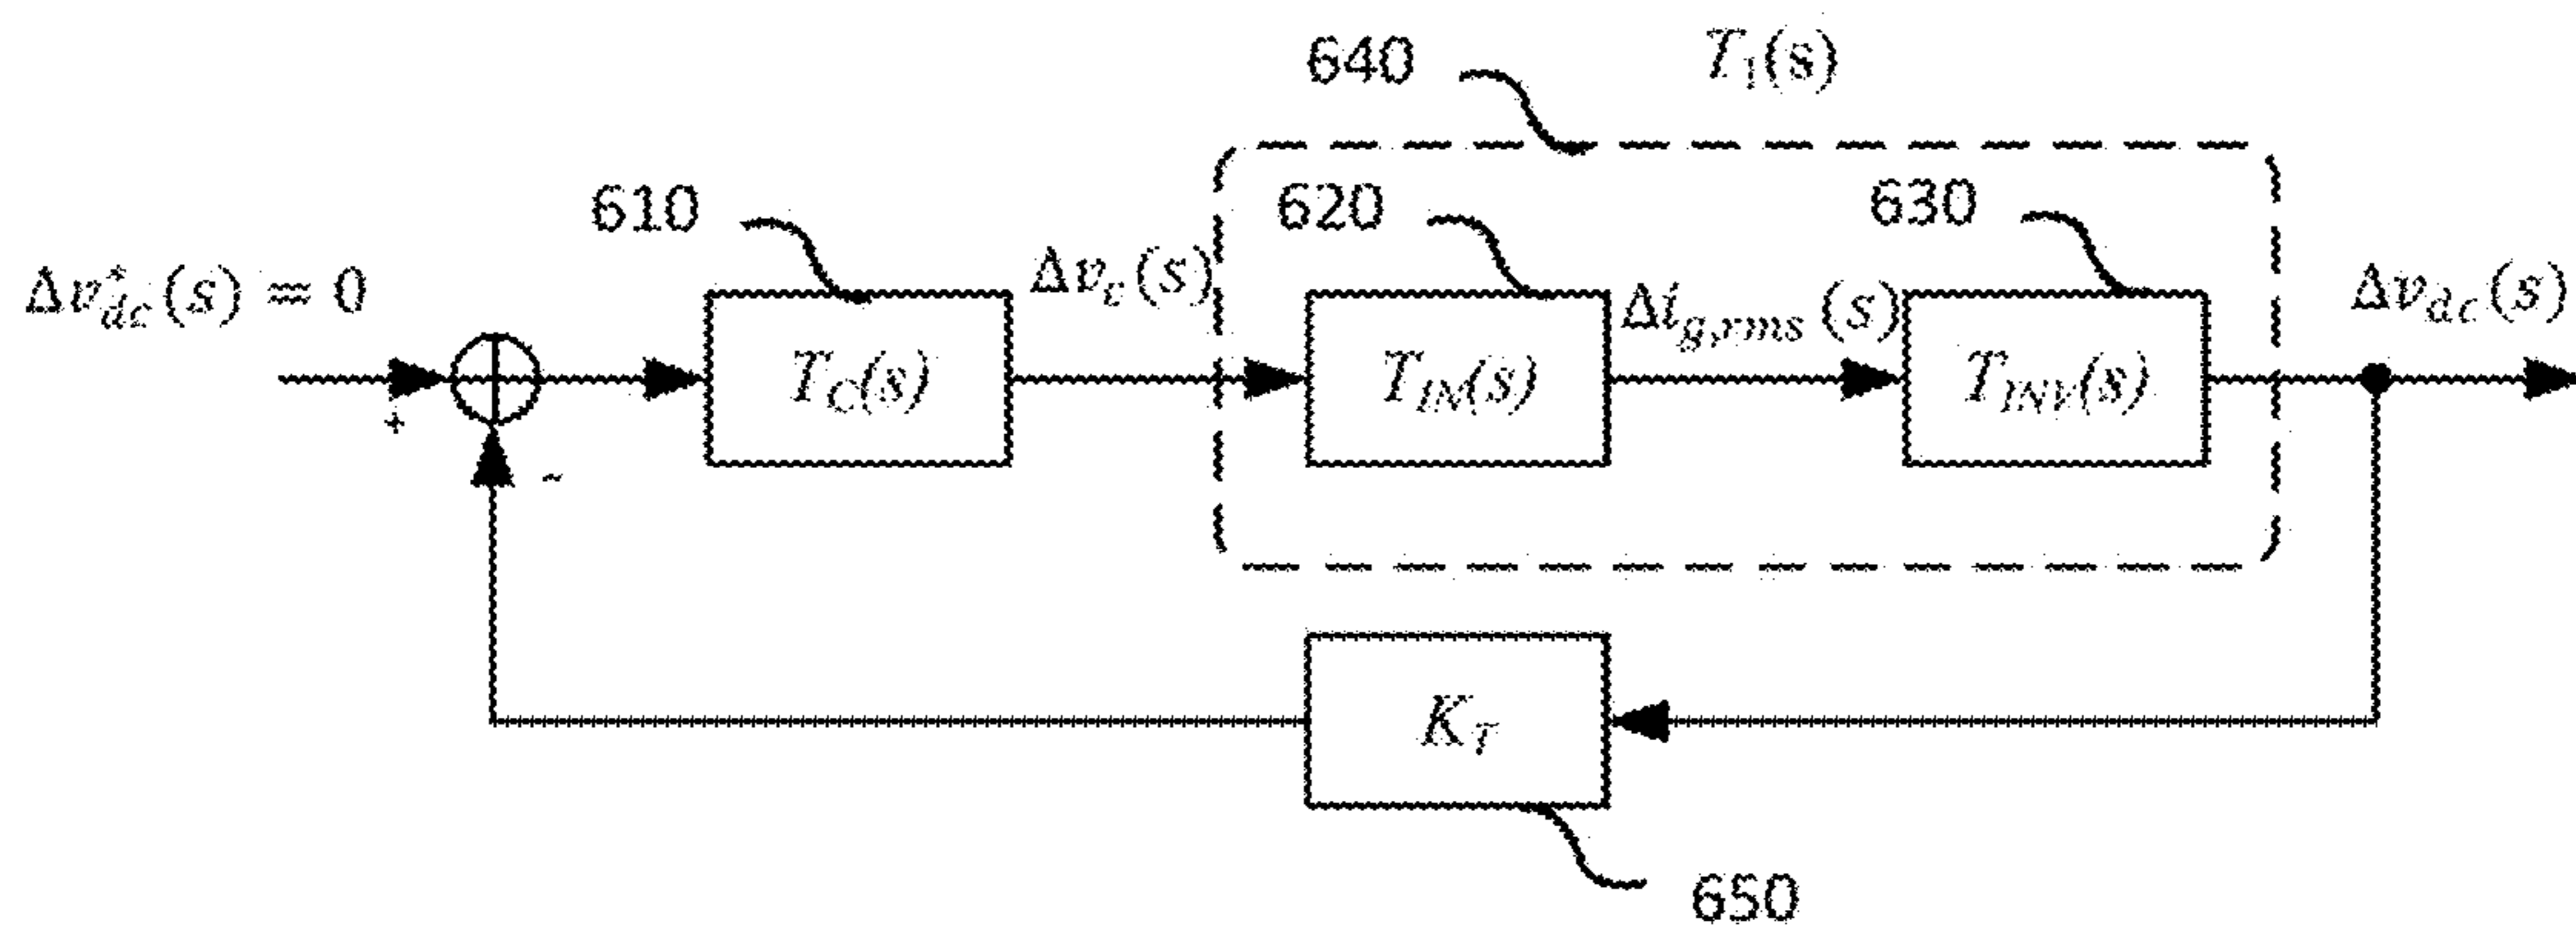 640
T₁(s)
610
620
630
Δv*dc(s) = 0
Δvc(s)
Δig,rms (s)
Δvdc(s)
TC(s)
TIM(s)
TINV(s)
+
-
KT
650